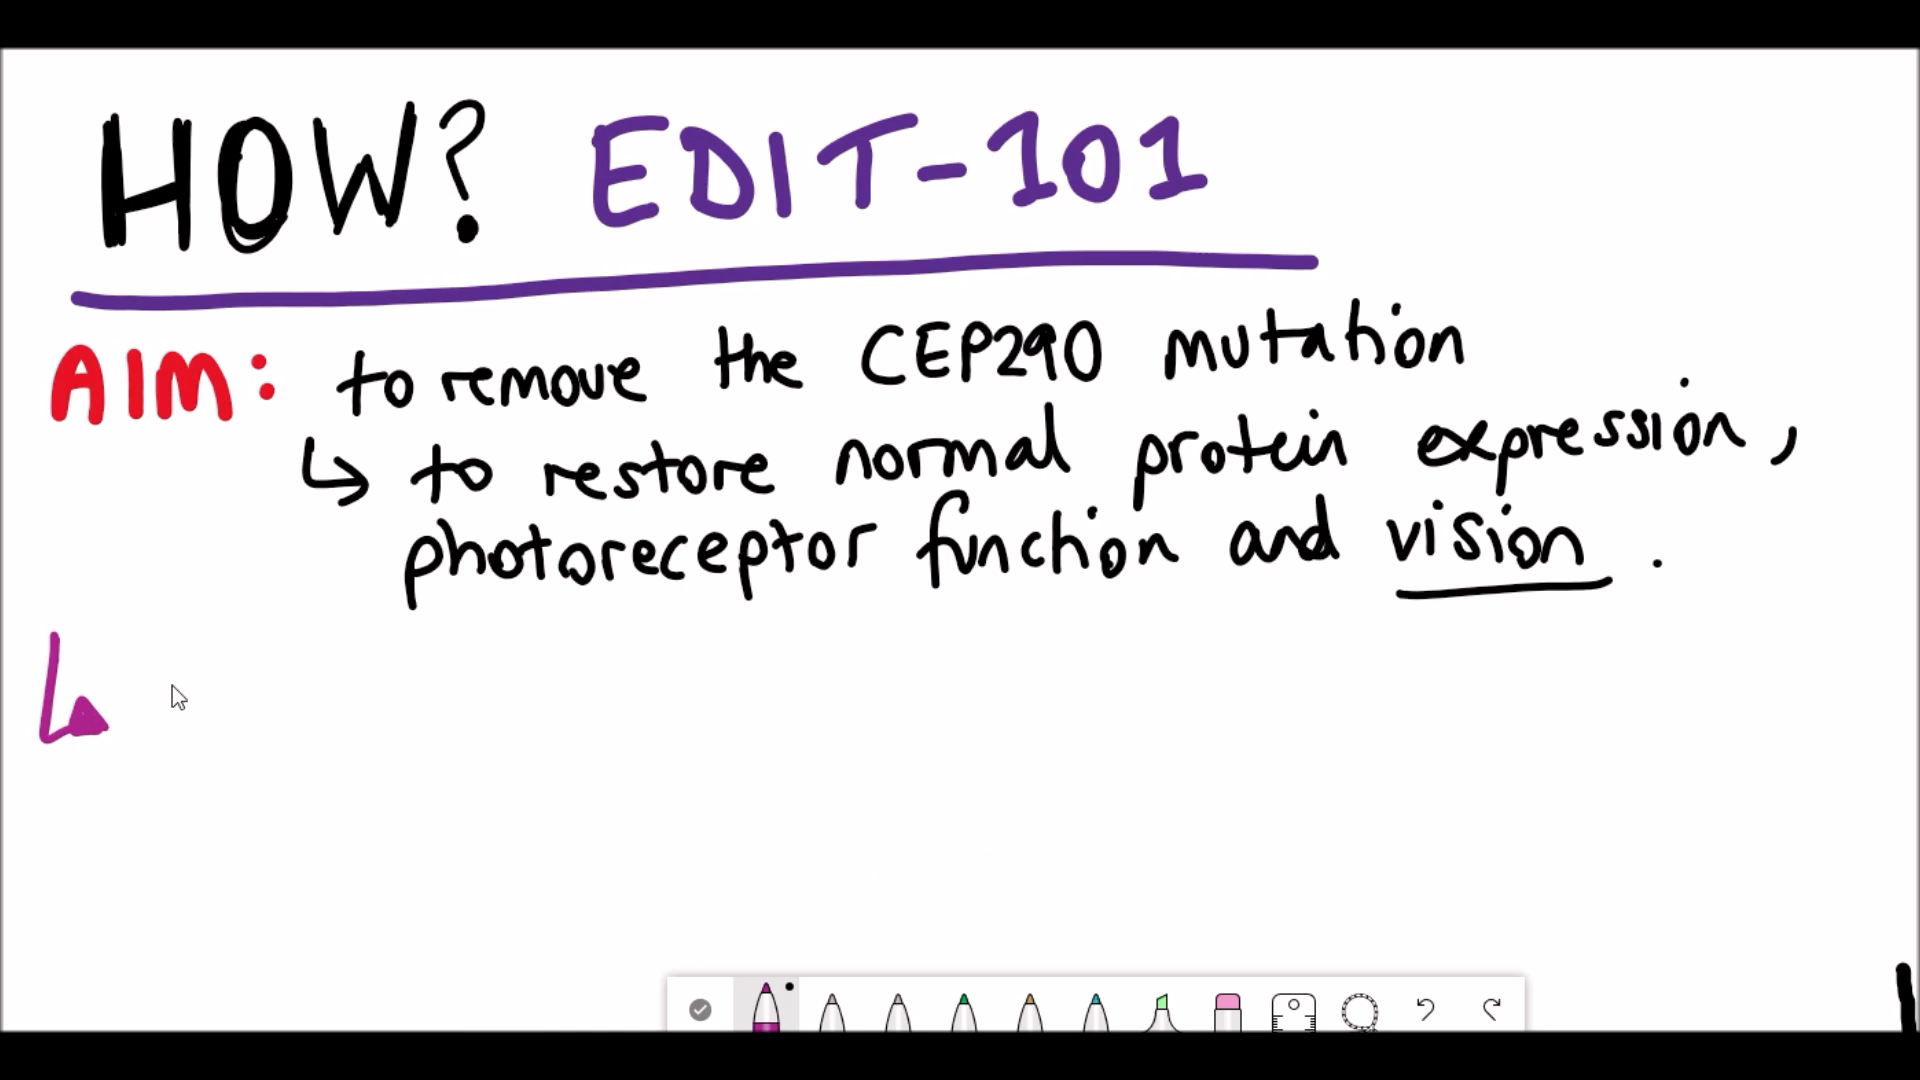 HOW? EDIT-101
AIM: to remove the CEP290 mutation
↳ to restore normal protein expression,
photoreceptor function and vision.